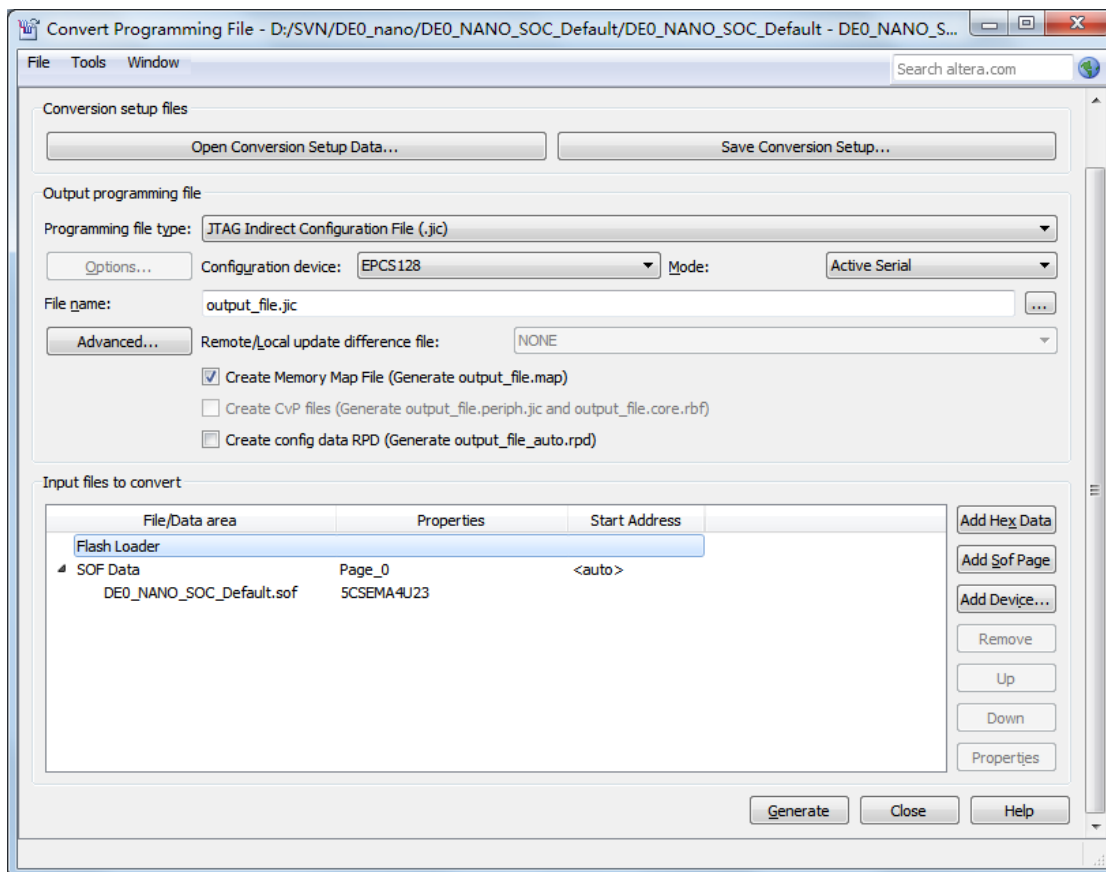 Convert Programming File - D:/SVN/DE0_nano/DE0_NANO_SOC_Default/DE0_NANO_SOC_Default - DE0_NANO_S...
File Tools Window Search altera.com
Conversion setup files
Open Conversion Setup Data... Save Conversion Setup...
Output programming file
Programming file type: JTAG Indirect Configuration File (.jic)
Options... Configuration device: EPCS128 Mode: Active Serial
File name: output_file.jic ...
Advanced... Remote/Local update difference file: NONE
Create Memory Map File (Generate output_file.map)
Create CvP files (Generate output_file.periph.jic and output_file.core.rbf)
Create config data RPD (Generate output_file_auto.rpd)
Input files to convert
File/Data area Properties Start Address Add Hex Data
Flash Loader
SOF Data Page_0 <auto> Add Sof Page
DE0_NANO_SOC_Default.sof 5CSEMA4U23 Add Device...
Remove
Up
Down
Properties
Generate Close Help